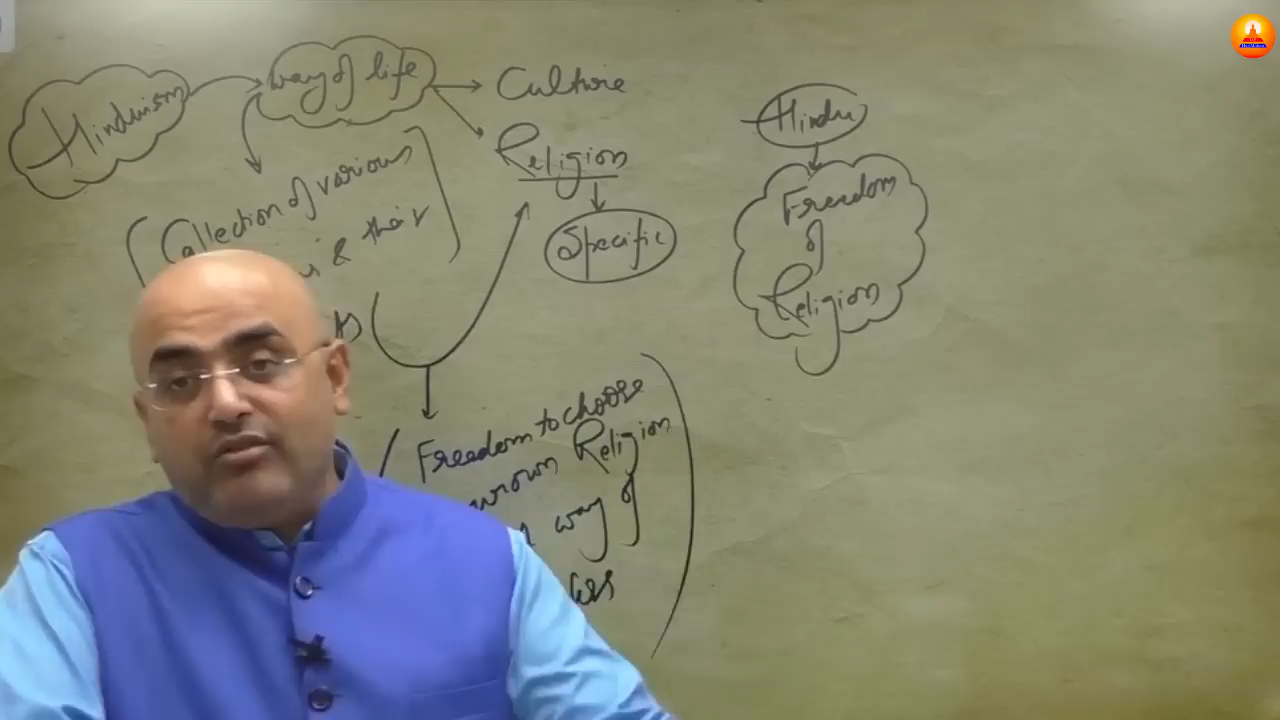 Hinduism
way of life
Culture
Religion
Specific
Collection of various
& their
Hindu
Freedom
of
Religion
Freedom to choose
own Religion
way of